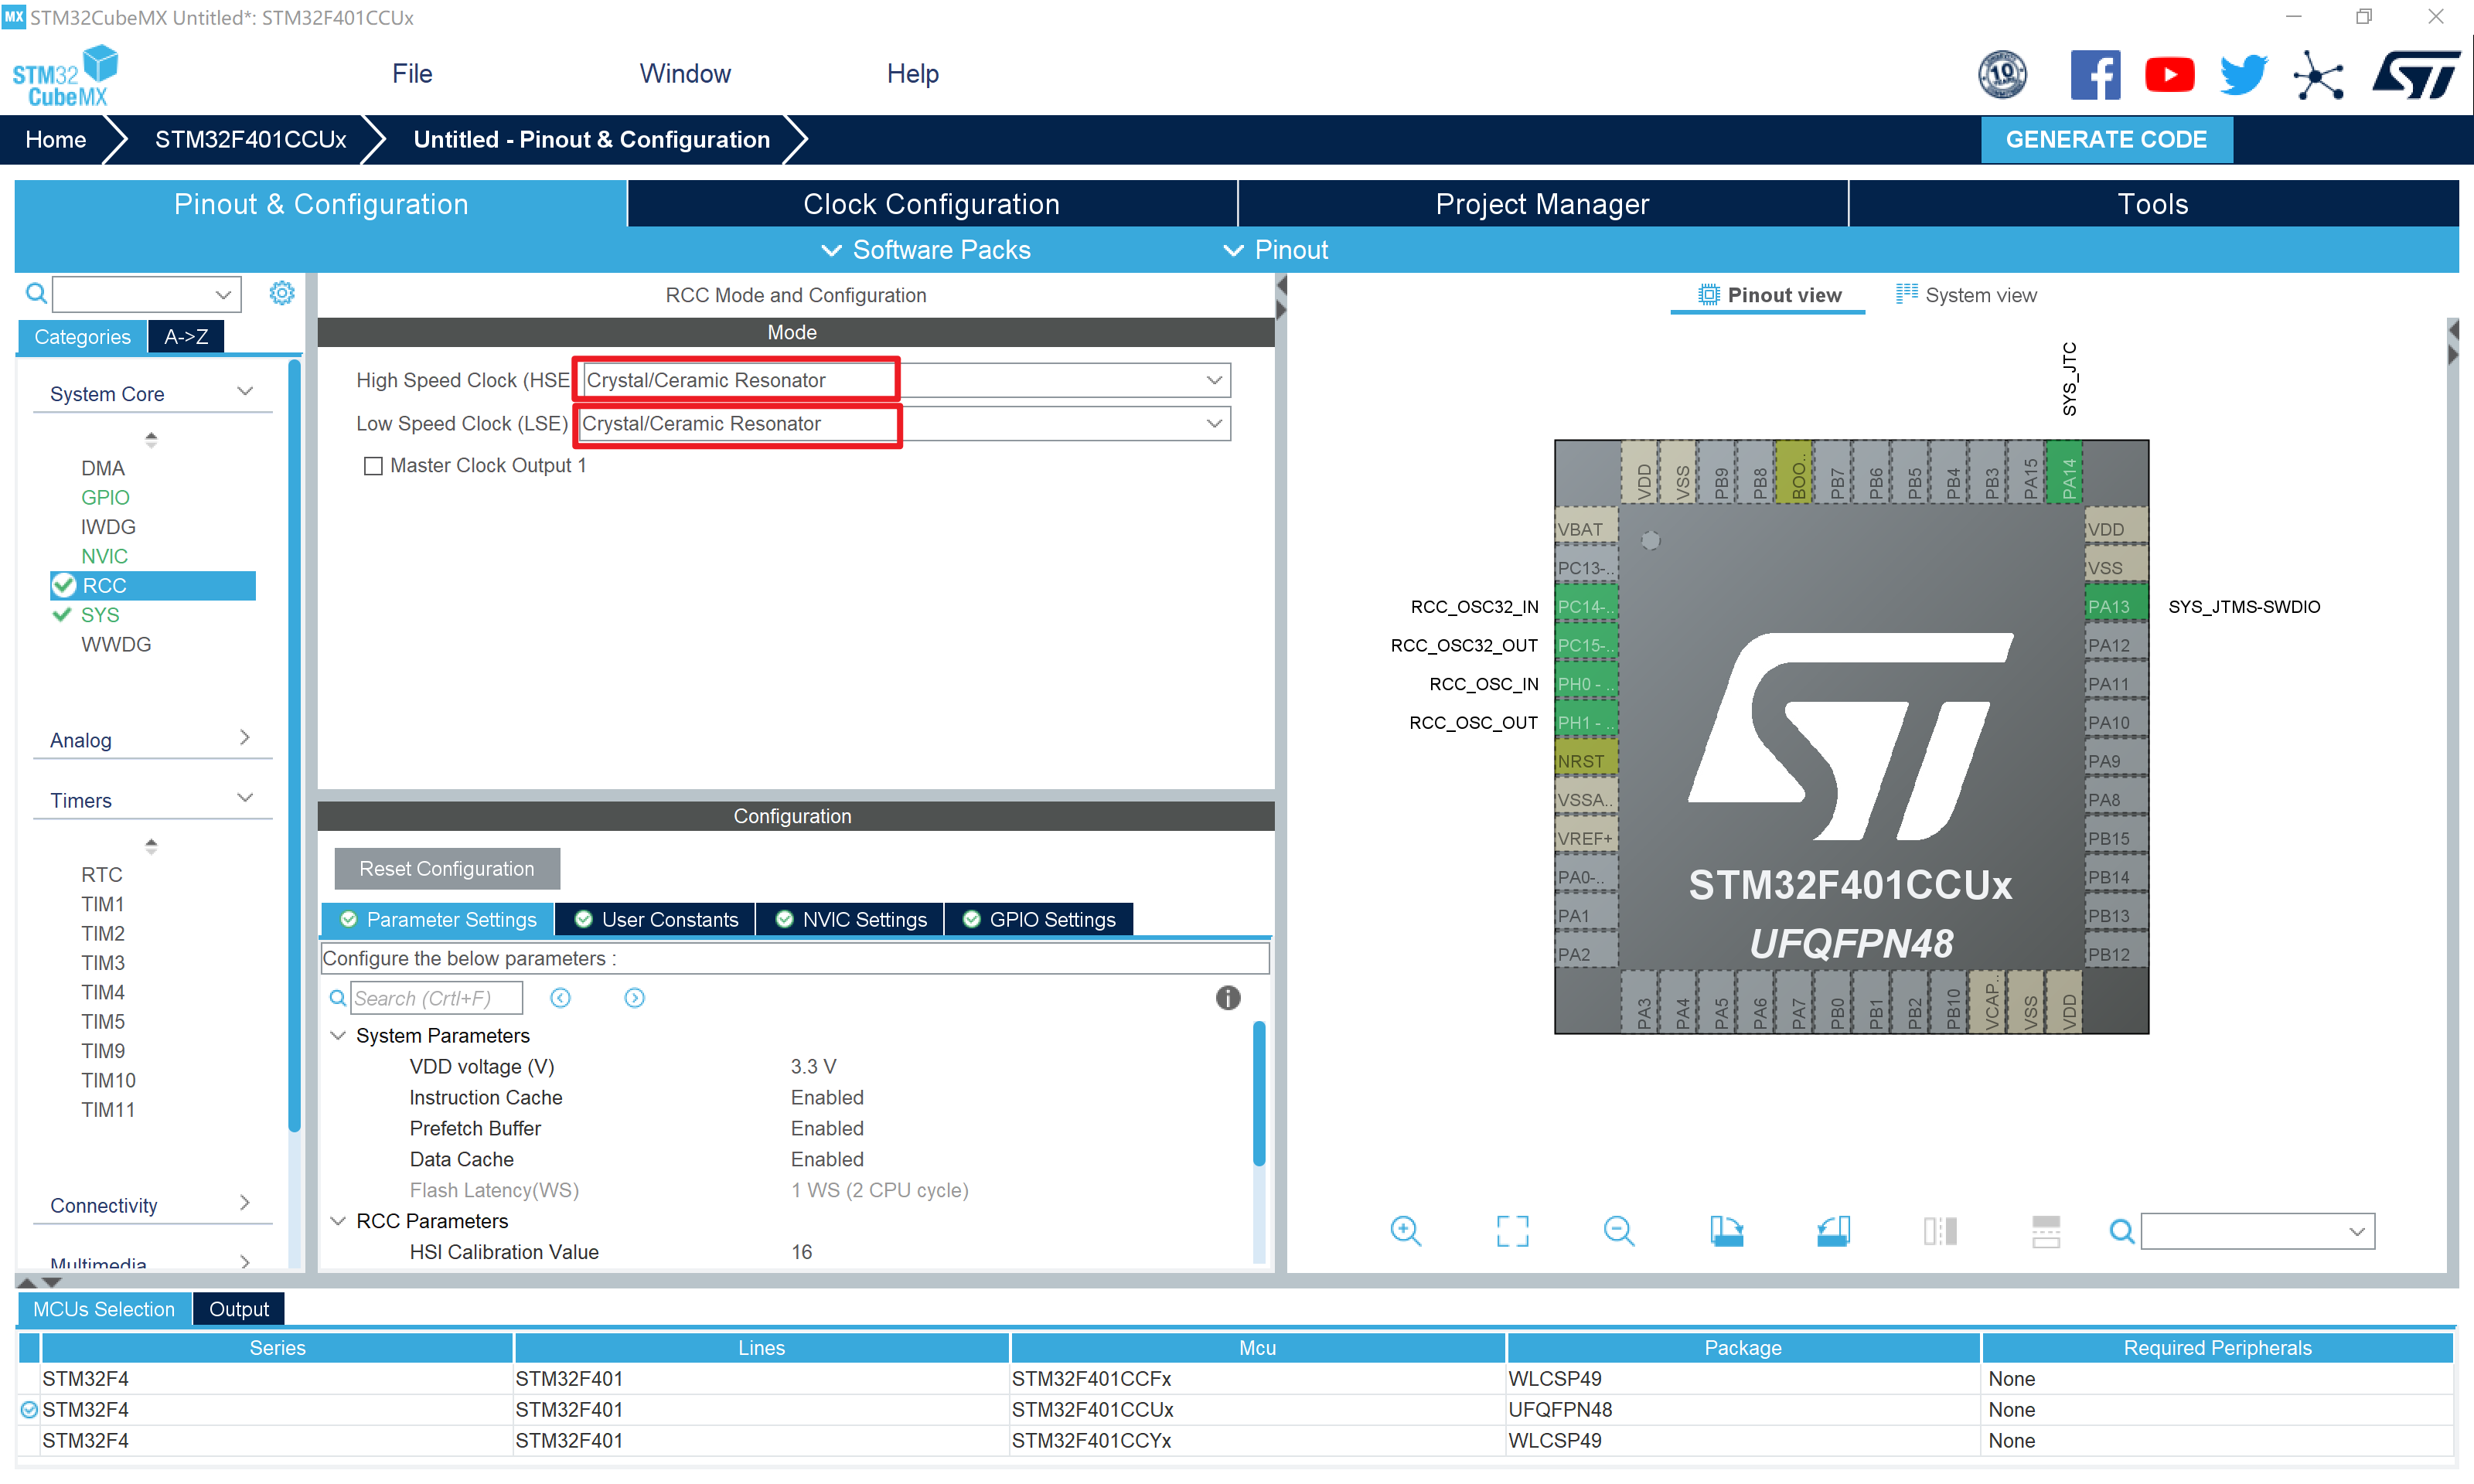 MX STM32CubeMX Untitled*: STM32F401CCUx
STM32
CubeMX
File Window Help
10
Home STM32F401CCUx Untitled - Pinout & Configuration GENERATE CODE
Pinout & Configuration Clock Configuration Project Manager Tools
Software Packs Pinout
Categories A->Z
System Core
DMA
GPIO
IWDG
NVIC
RCC
SYS
WWDG
Analog
Timers
RTC
TIM1
TIM2
TIM3
TIM4
TIM5
TIM9
TIM10
TIM11
Connectivity
Multimedia
RCC Mode and Configuration
Mode
High Speed Clock (HSE Crystal/Ceramic Resonator
Low Speed Clock (LSE) Crystal/Ceramic Resonator
Master Clock Output 1
Configuration
Reset Configuration
Parameter Settings User Constants NVIC Settings GPIO Settings
Configure the below parameters :
Search (Crtl+F)
System Parameters
VDD voltage (V) 3.3 V
Instruction Cache Enabled
Prefetch Buffer Enabled
Data Cache Enabled
Flash Latency(WS) 1 WS (2 CPU cycle)
RCC Parameters
HSI Calibration Value 16
Pinout view System view
SYS_JTC
VDD VSS PB9 PB8 BOO.. PB7 PB6 PB5 PB4 PB3 PA15 PA14
VBAT VDD
PC13-.. VSS
RCC_OSC32_IN PC14-.. PA13 SYS_JTMS-SWDIO
RCC_OSC32_OUT PC15-.. PA12
RCC_OSC_IN PH0 - .. PA11
RCC_OSC_OUT PH1 - .. PA10
NRST PA9
VSSA.. PA8
VREF+ PB15
PA0-.. PB14
PA1 PB13
PA2 PB12
STM32F401CCUx
UFQFPN48
PA3 PA4 PA5 PA6 PA7 PB0 PB1 PB2 PB10 VCAP.. VSS VDD
MCUs Selection Output
Series Lines Mcu Package Required Peripherals
STM32F4 STM32F401 STM32F401CCFx WLCSP49 None
STM32F4 STM32F401 STM32F401CCUx UFQFPN48 None
STM32F4 STM32F401 STM32F401CCYx WLCSP49 None